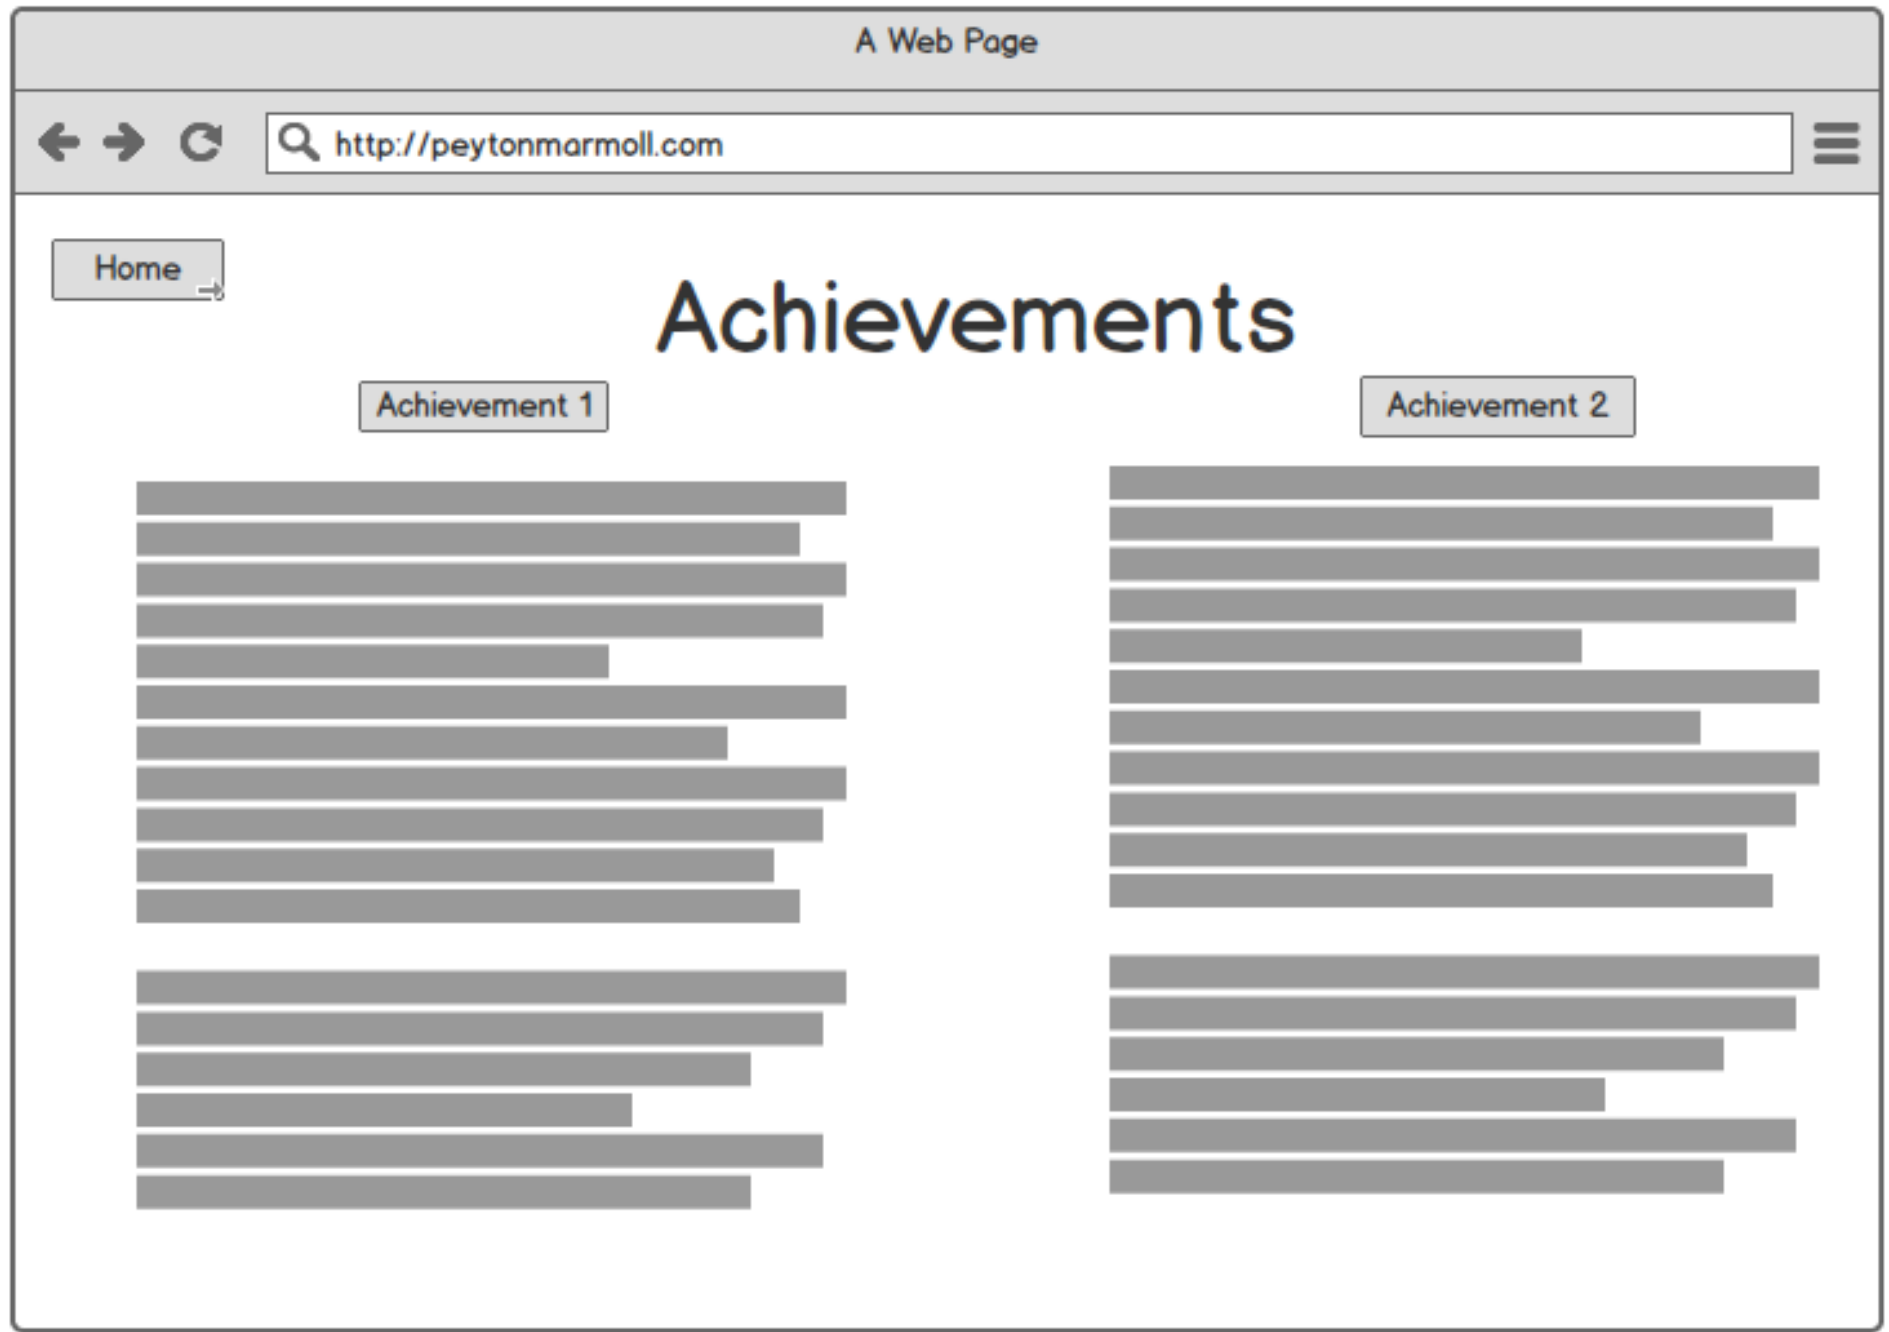 A Web Page
http://peytonmarmoll.com
Home
Achievements
Achievement 1
Achievement 2